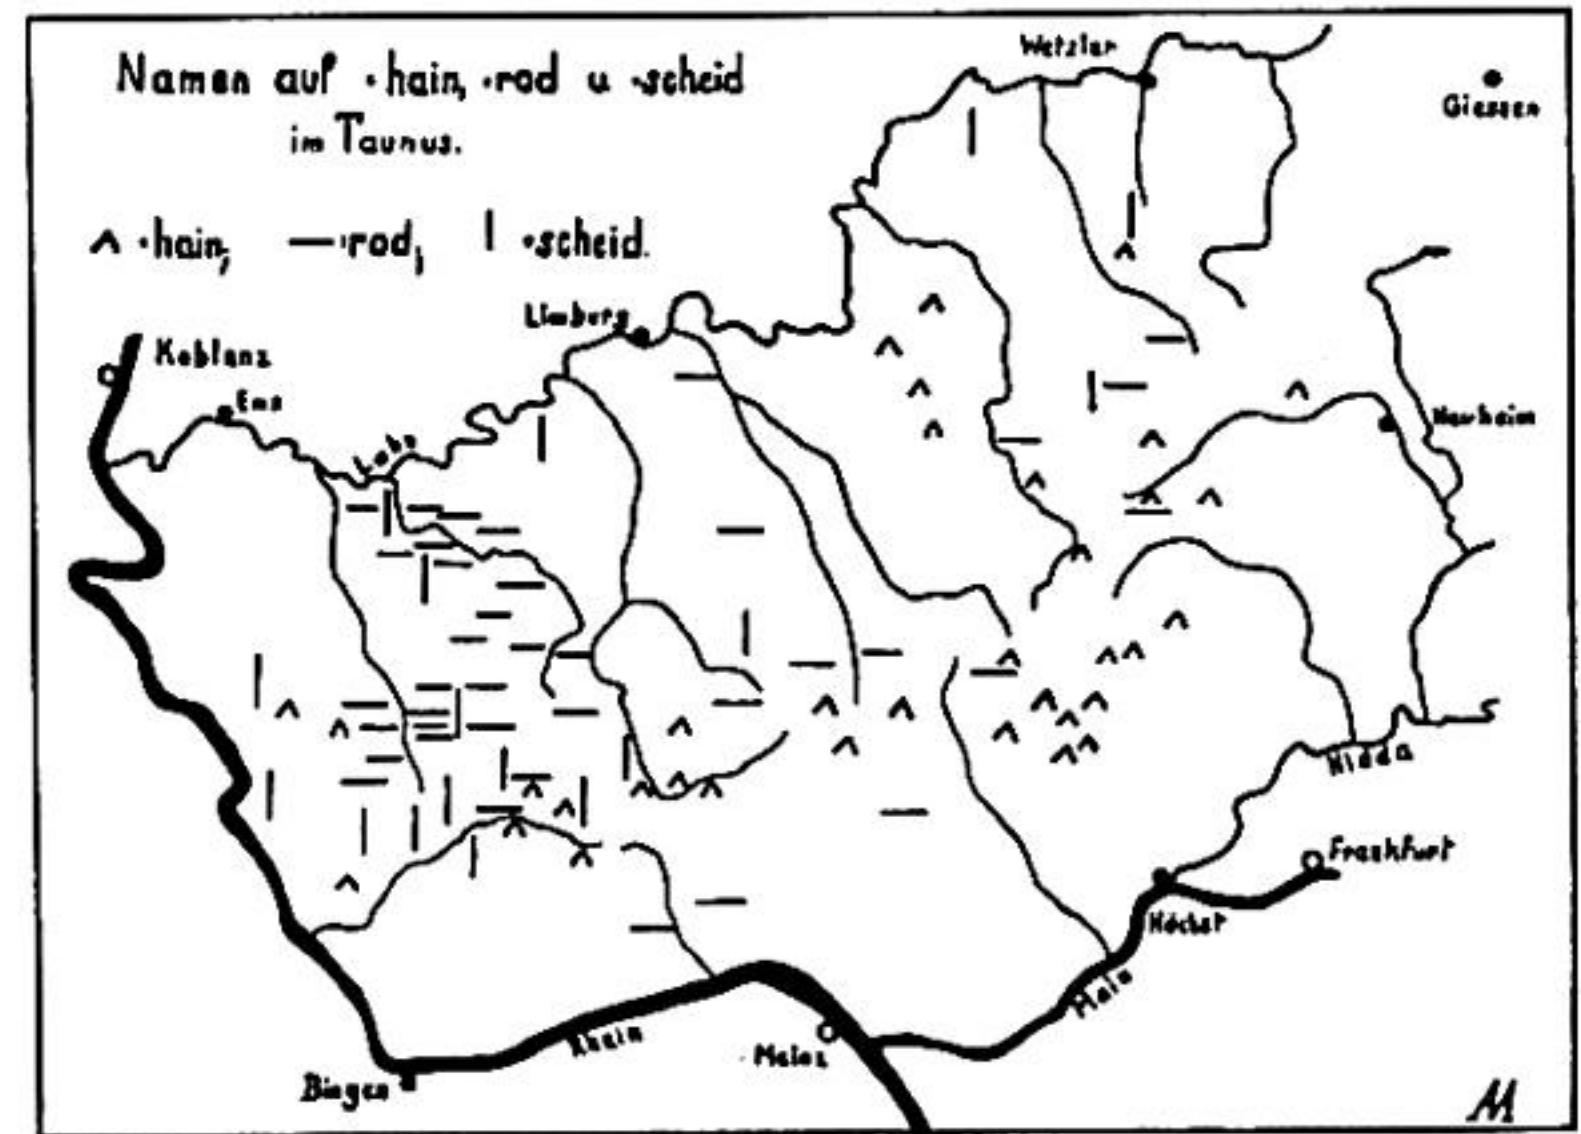 Namen auf -hain, -rod u -scheid
im Taunus.
^ -hain, — -rod, | -scheid.
Wetzlar
Giessen
Limburg
Koblenz
Ems
Lahn
Nauheim
Nidda
Frankfurt
Höchst
Main
Rhein
Mainz
Bingen
M